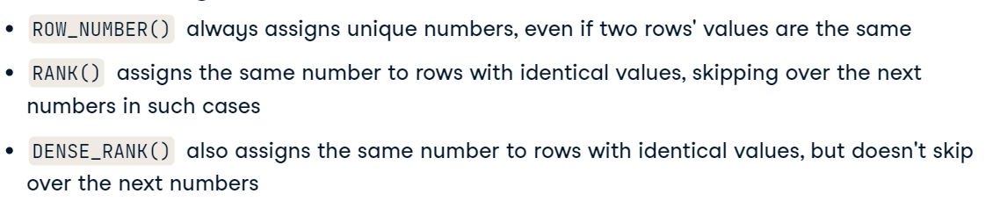 • ROW_NUMBER() always assigns unique numbers, even if two rows' values are the same
• RANK() assigns the same number to rows with identical values, skipping over the next
numbers in such cases
• DENSE_RANK() also assigns the same number to rows with identical values, but doesn't skip
over the next numbers